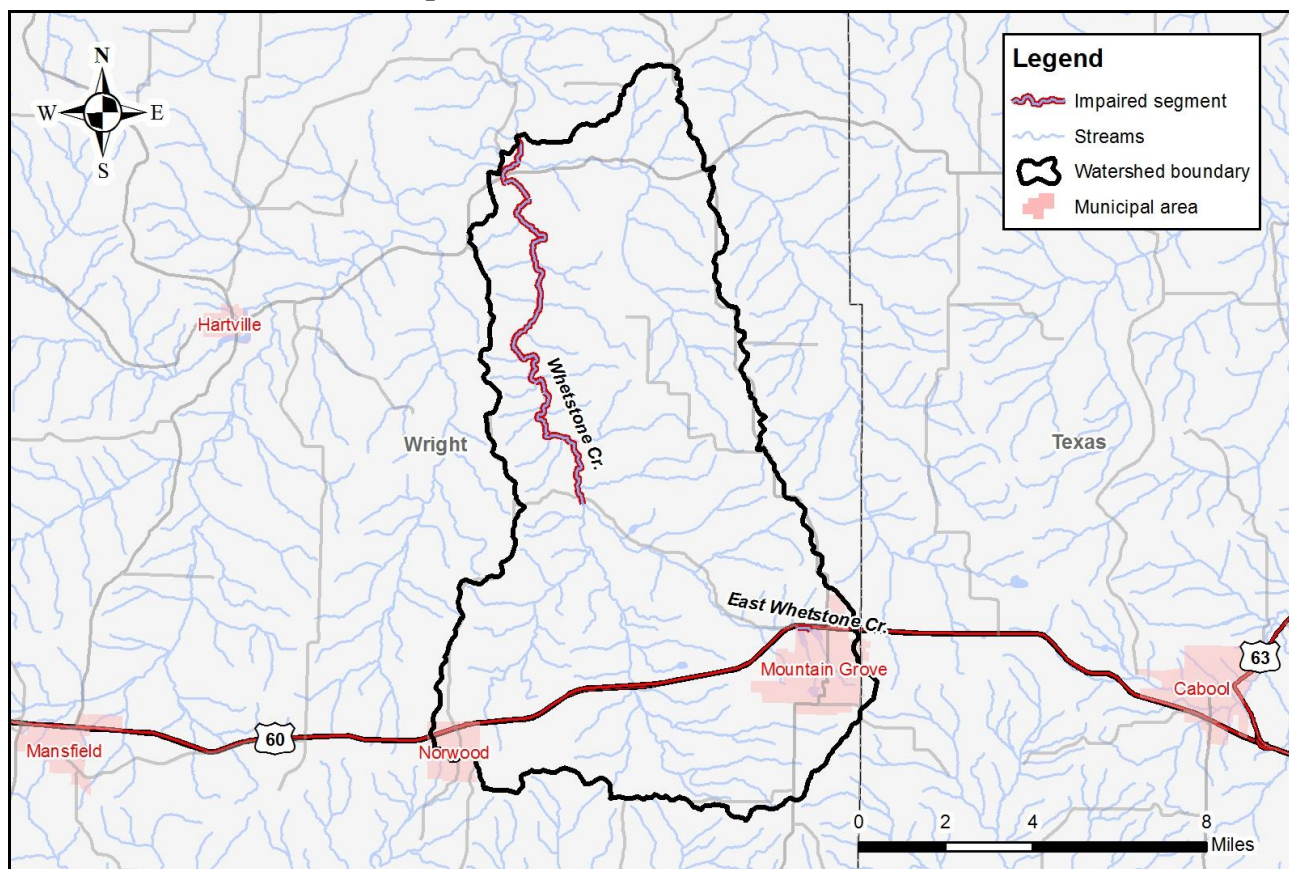 N
W E
S
Legend
Impaired segment
Streams
Watershed boundary
Municipal area
Hartville
Whetstone Cr.
Wright
Texas
East Whetstone Cr.
Mountain Grove
63
Cabool
60
Mansfield
Norwood
0 4 8
Miles